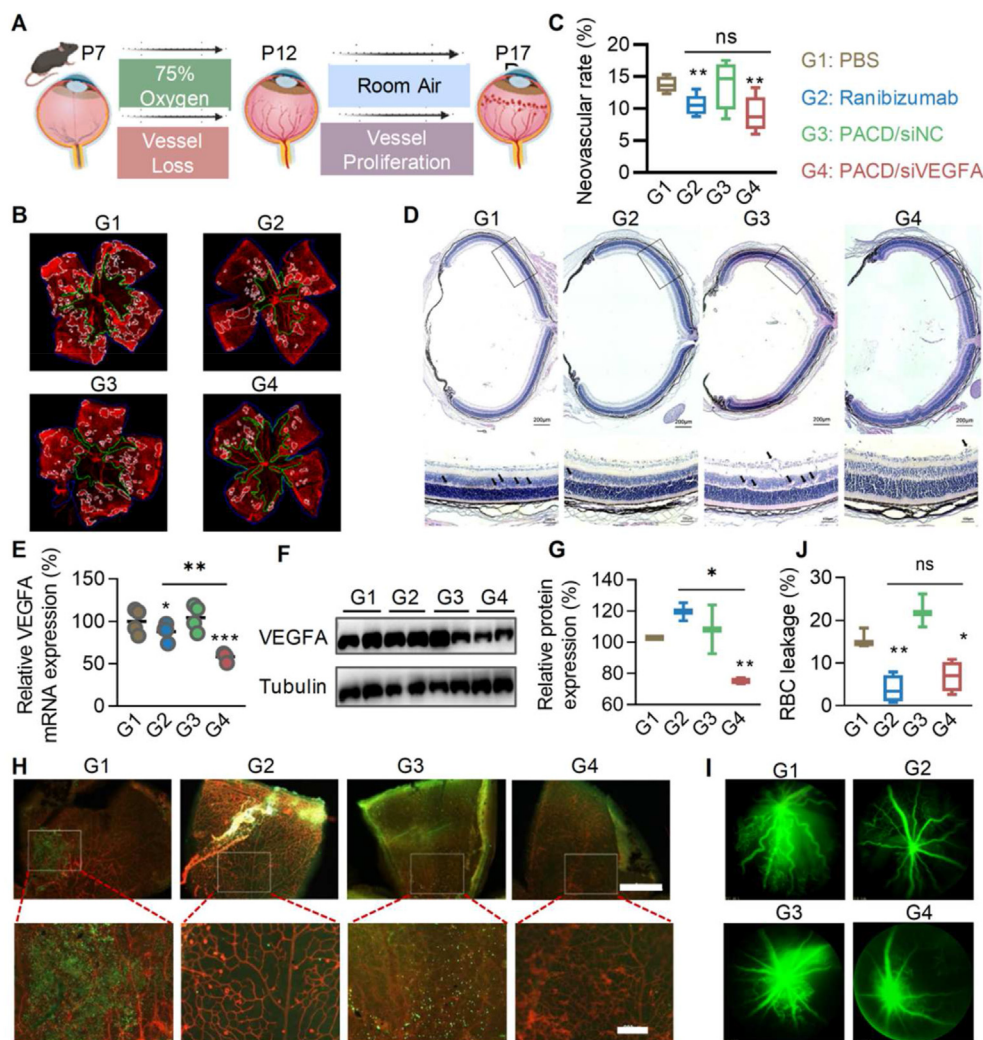 A
P7
P12
P17
75%
Oxygen
Room Air
Vessel
Loss
Vessel
Proliferation
C
Neovascular rate (%)
20
15
10
5
0
ns
**
**
G1
G2
G3
G4
G1: PBS
G2: Ranibizumab
G3: PACD/siNC
G4: PACD/siVEGFA
B
G1
G2
G3
G4
D
G1
G2
G3
G4
200μm
200μm
200μm
200μm
E
Relative VEGFA
mRNA expression (%)
150
100
50
0
**
*
***
G1
G2
G3
G4
F
G1 G2 G3 G4
VEGFA
Tubulin
G
Relative protein
expression (%)
140
120
100
80
60
*
**
G1
G2
G3
G4
J
RBC leakage (%)
30
20
10
0
ns
**
*
G1
G2
G3
G4
H
G1
G2
G3
G4
I
G1
G2
G3
G4